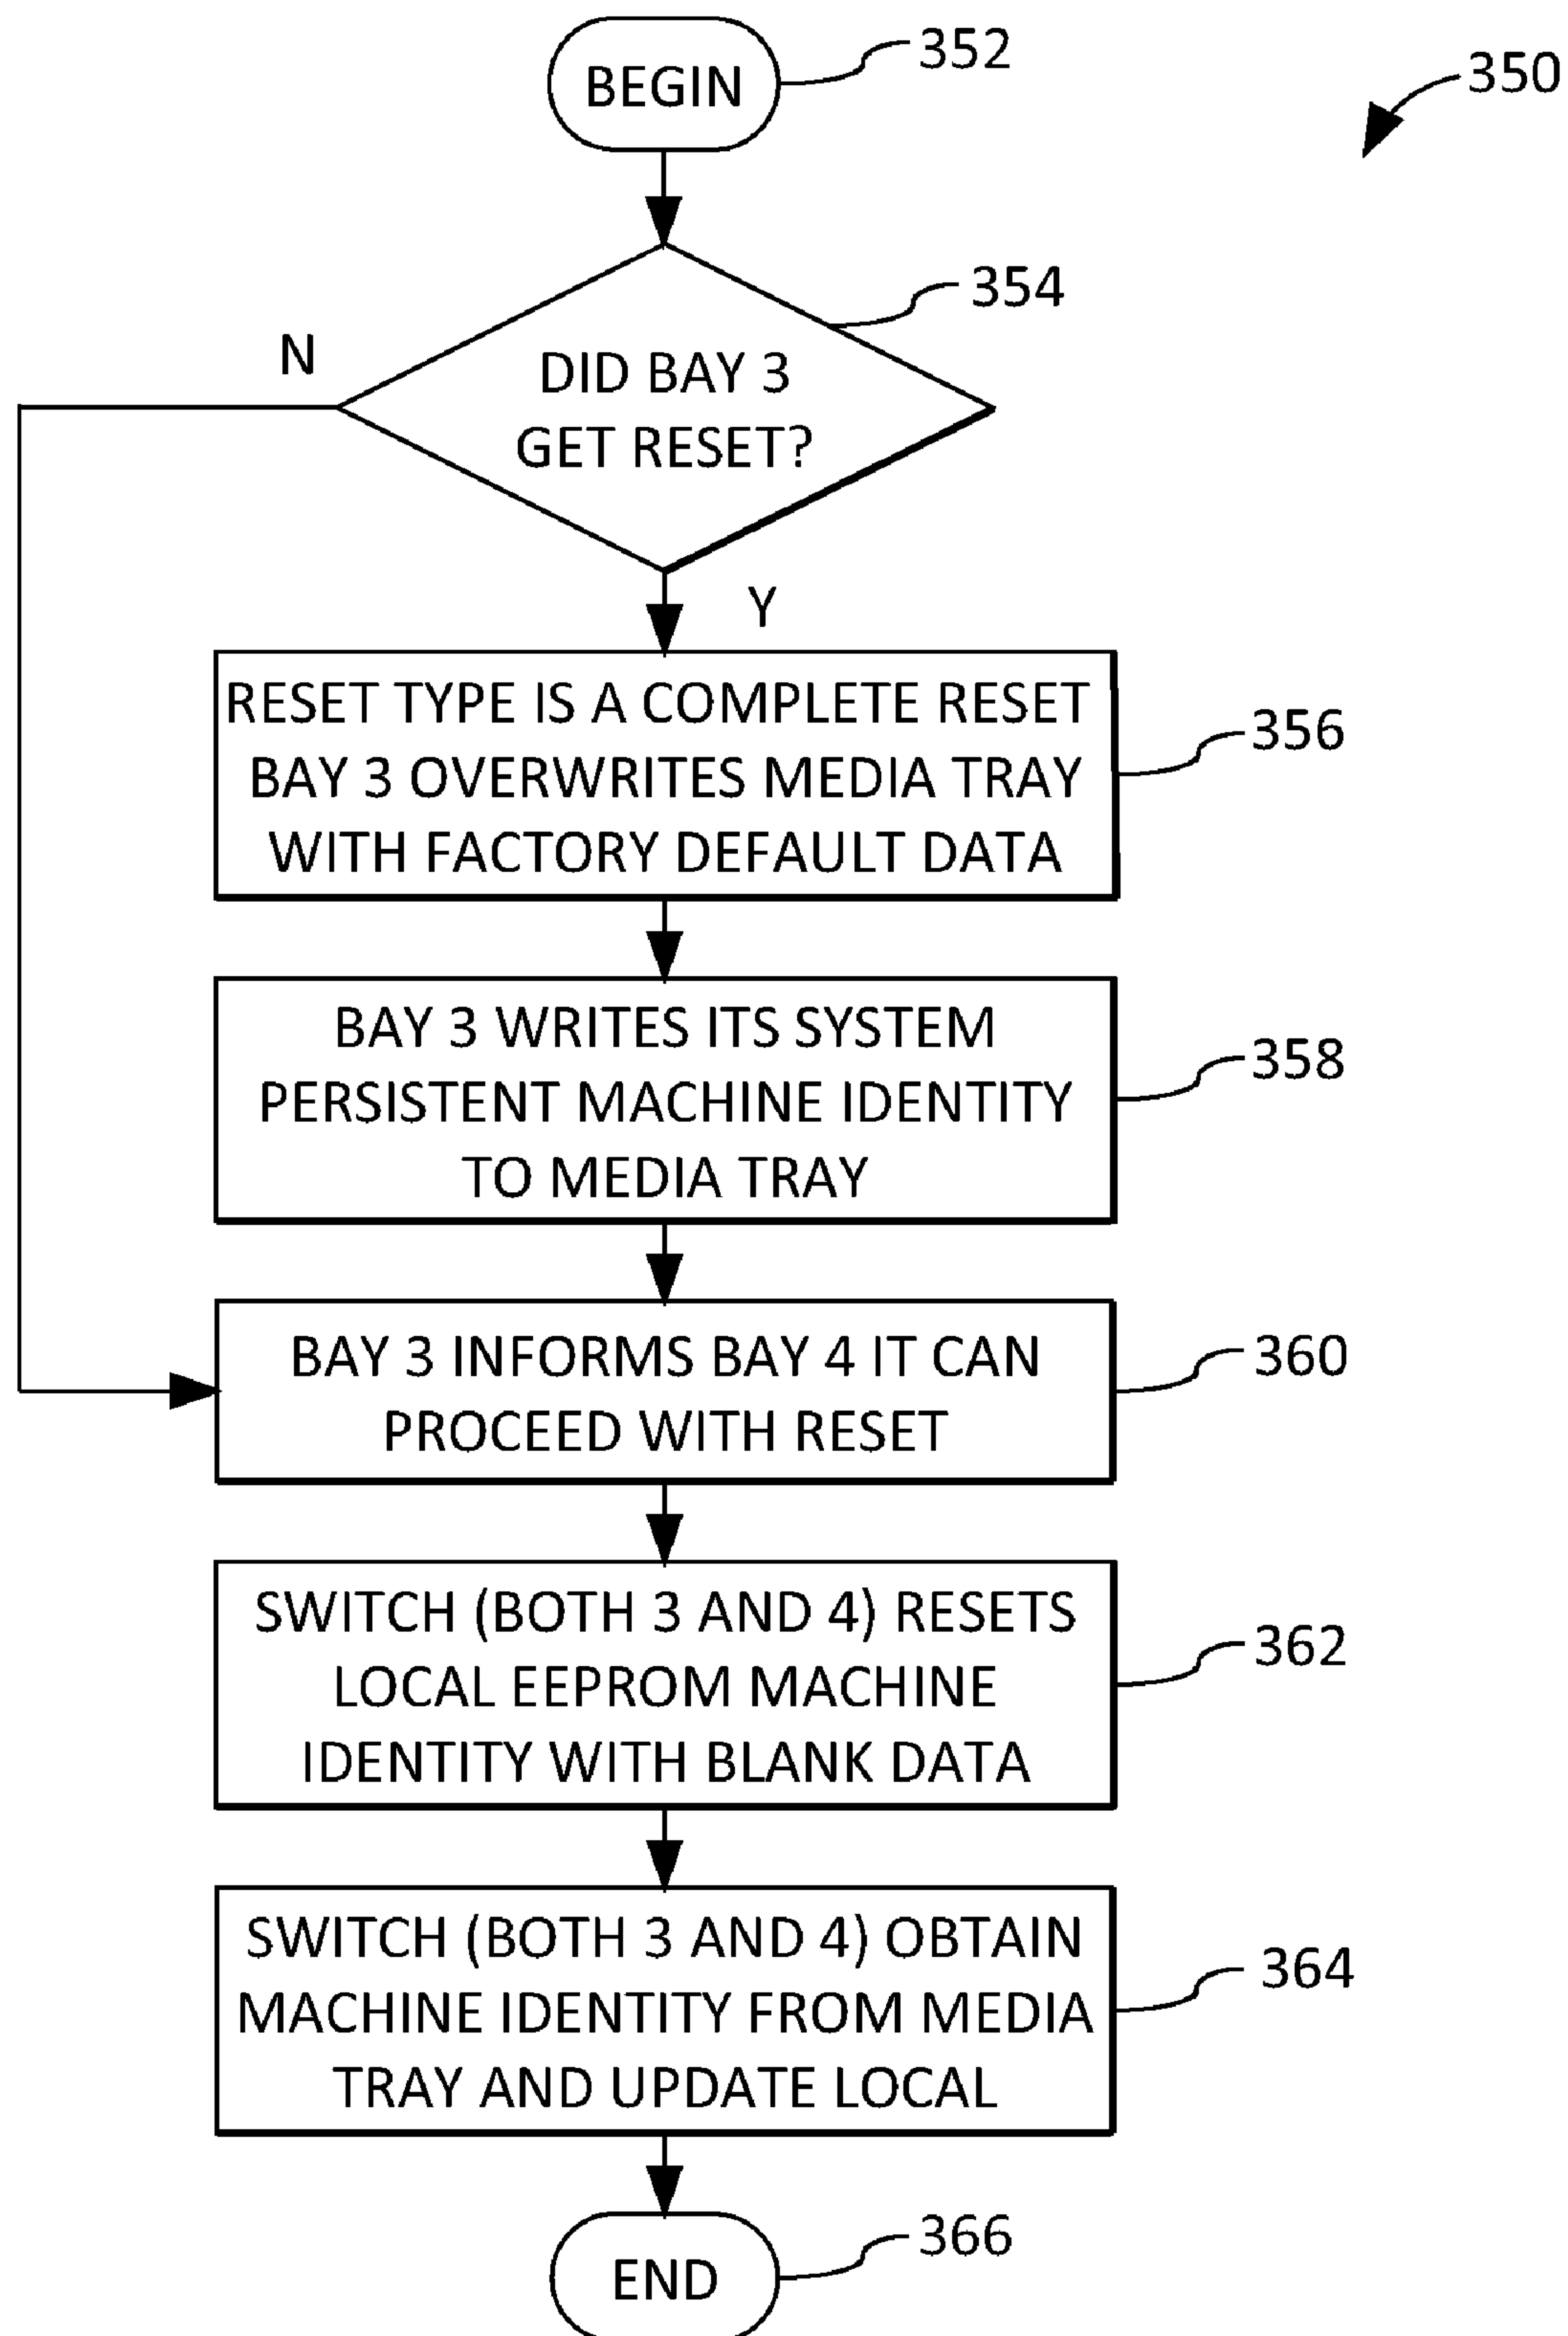 BEGIN
352
350
354
N
DID BAY 3
GET RESET?
Y
RESET TYPE IS A COMPLETE RESET
BAY 3 OVERWRITES MEDIA TRAY
WITH FACTORY DEFAULT DATA
356
BAY 3 WRITES ITS SYSTEM
PERSISTENT MACHINE IDENTITY
TO MEDIA TRAY
358
BAY 3 INFORMS BAY 4 IT CAN
PROCEED WITH RESET
360
SWITCH (BOTH 3 AND 4) RESETS
LOCAL EEPROM MACHINE
IDENTITY WITH BLANK DATA
362
SWITCH (BOTH 3 AND 4) OBTAIN
MACHINE IDENTITY FROM MEDIA
TRAY AND UPDATE LOCAL
364
END
366